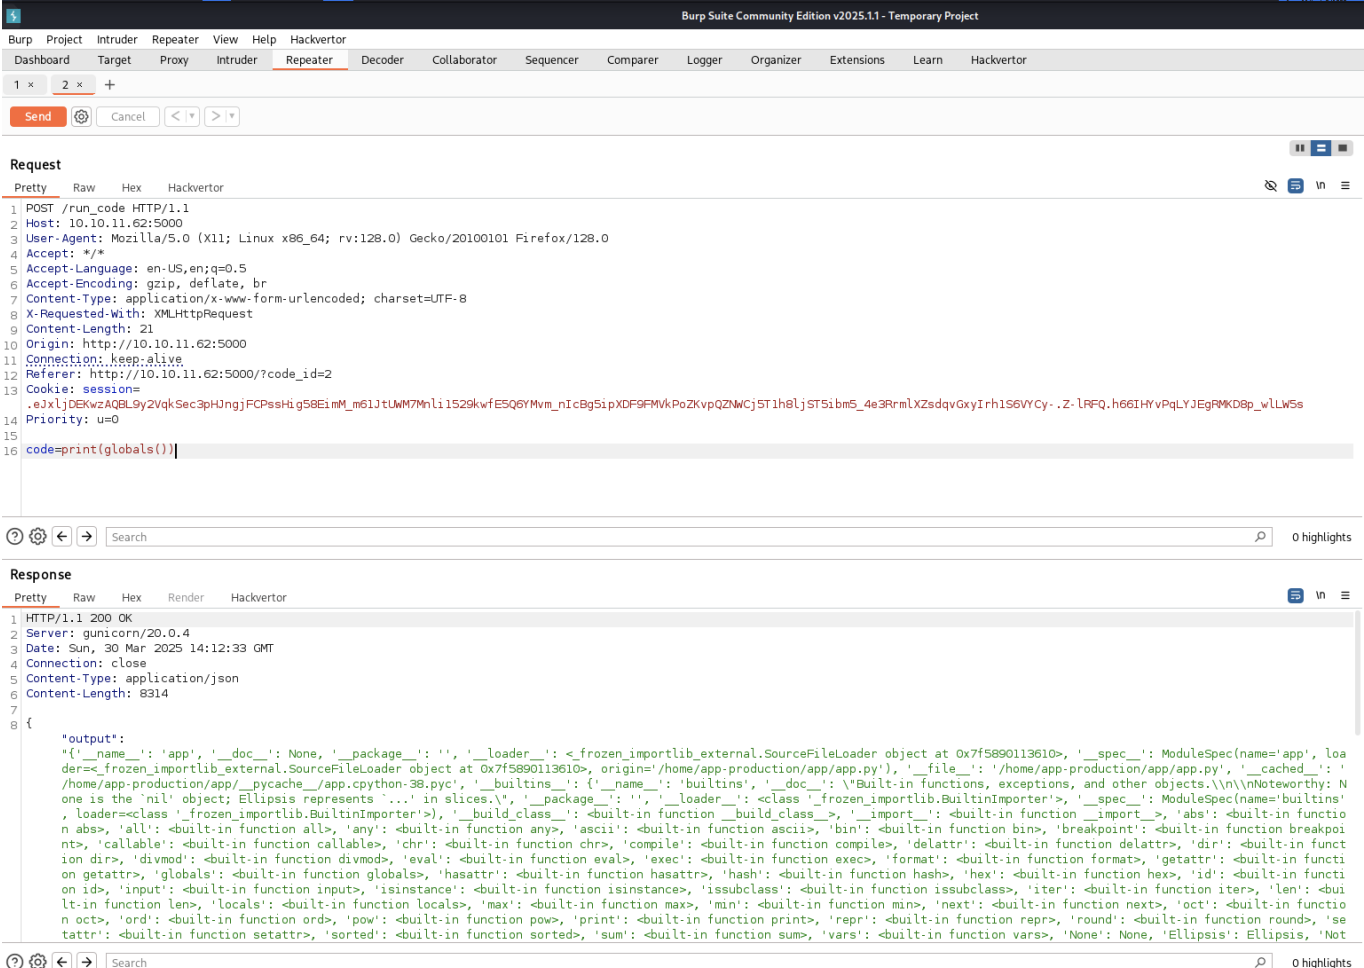 Burp Suite Community Edition v2025.1.1 - Temporary Project
Burp Project Intruder Repeater View Help Hackvertor
Dashboard Target Proxy Intruder Repeater Decoder Collaborator Sequencer Comparer Logger Organizer Extensions Learn Hackvertor
1 × 2 × +
Send Cancel < >
Request
Pretty Raw Hex Hackvertor \n
1 POST /run_code HTTP/1.1
2 Host: 10.10.11.62:5000
3 User-Agent: Mozilla/5.0 (X11; Linux x86_64; rv:128.0) Gecko/20100101 Firefox/128.0
4 Accept: */*
5 Accept-Language: en-US,en;q=0.5
6 Accept-Encoding: gzip, deflate, br
7 Content-Type: application/x-www-form-urlencoded; charset=UTF-8
8 X-Requested-With: XMLHttpRequest
9 Content-Length: 21
10 Origin: http://10.10.11.62:5000
11 Connection: keep-alive
12 Referer: http://10.10.11.62:5000/?code_id=2
13 Cookie: session=
.eJxljDEKwzAQBL9y2VqkSec3pHJngjFCPssHig58EimM_m61JtUWM7Mnli1529kwfE5Q6YMvm_nIcBg5ipXDF9FMVkPoZKvpQZNWCj5T1h8ljST5ibm5_4e3RrmlXZsdqvGxyIrh1S6VYCy-.Z-lRFQ.h66IHYvPqLYJEgRMKD8p_wlLW5s
14 Priority: u=0
15
16 code=print(globals())
Search 0 highlights
Response
Pretty Raw Hex Render Hackvertor \n
1 HTTP/1.1 200 OK
2 Server: gunicorn/20.0.4
3 Date: Sun, 30 Mar 2025 14:12:33 GMT
4 Connection: close
5 Content-Type: application/json
6 Content-Length: 8314
7
8 {
"output":
"{'__name__': 'app', '__doc__': None, '__package__': '', '__loader__': <_frozen_importlib_external.SourceFileLoader object at 0x7f5890113610>, '__spec__': ModuleSpec(name='app', loa
der=<_frozen_importlib_external.SourceFileLoader object at 0x7f5890113610>, origin='/home/app-production/app/app.py'), '__file__': '/home/app-production/app/app.py', '__cached__': '
/home/app-production/app/__pycache__/app.cpython-38.pyc', '__builtins__': {'__name__': 'builtins', '__doc__': \"Built-in functions, exceptions, and other objects.\\n\\nNoteworthy: N
one is the `nil' object; Ellipsis represents `...' in slices.\", '__package__': '', '__loader__': <class '_frozen_importlib.BuiltinImporter'>, '__spec__': ModuleSpec(name='builtins'
, loader=<class '_frozen_importlib.BuiltinImporter'>), '__build_class__': <built-in function __build_class__>, '__import__': <built-in function __import__>, 'abs': <built-in functio
n abs>, 'all': <built-in function all>, 'any': <built-in function any>, 'ascii': <built-in function ascii>, 'bin': <built-in function bin>, 'breakpoint': <built-in function breakpoi
nt>, 'callable': <built-in function callable>, 'chr': <built-in function chr>, 'compile': <built-in function compile>, 'delattr': <built-in function delattr>, 'dir': <built-in funct
ion dir>, 'divmod': <built-in function divmod>, 'eval': <built-in function eval>, 'exec': <built-in function exec>, 'format': <built-in function format>, 'getattr': <built-in functi
on getattr>, 'globals': <built-in function globals>, 'hasattr': <built-in function hasattr>, 'hash': <built-in function hash>, 'hex': <built-in function hex>, 'id': <built-in functi
on id>, 'input': <built-in function input>, 'isinstance': <built-in function isinstance>, 'issubclass': <built-in function issubclass>, 'iter': <built-in function iter>, 'len': <bui
lt-in function len>, 'locals': <built-in function locals>, 'max': <built-in function max>, 'min': <built-in function min>, 'next': <built-in function next>, 'oct': <built-in functio
n oct>, 'ord': <built-in function ord>, 'pow': <built-in function pow>, 'print': <built-in function print>, 'repr': <built-in function repr>, 'round': <built-in function round>, 'se
tattr': <built-in function setattr>, 'sorted': <built-in function sorted>, 'sum': <built-in function sum>, 'vars': <built-in function vars>, 'None': None, 'Ellipsis': Ellipsis, 'Not
Search 0 highlights